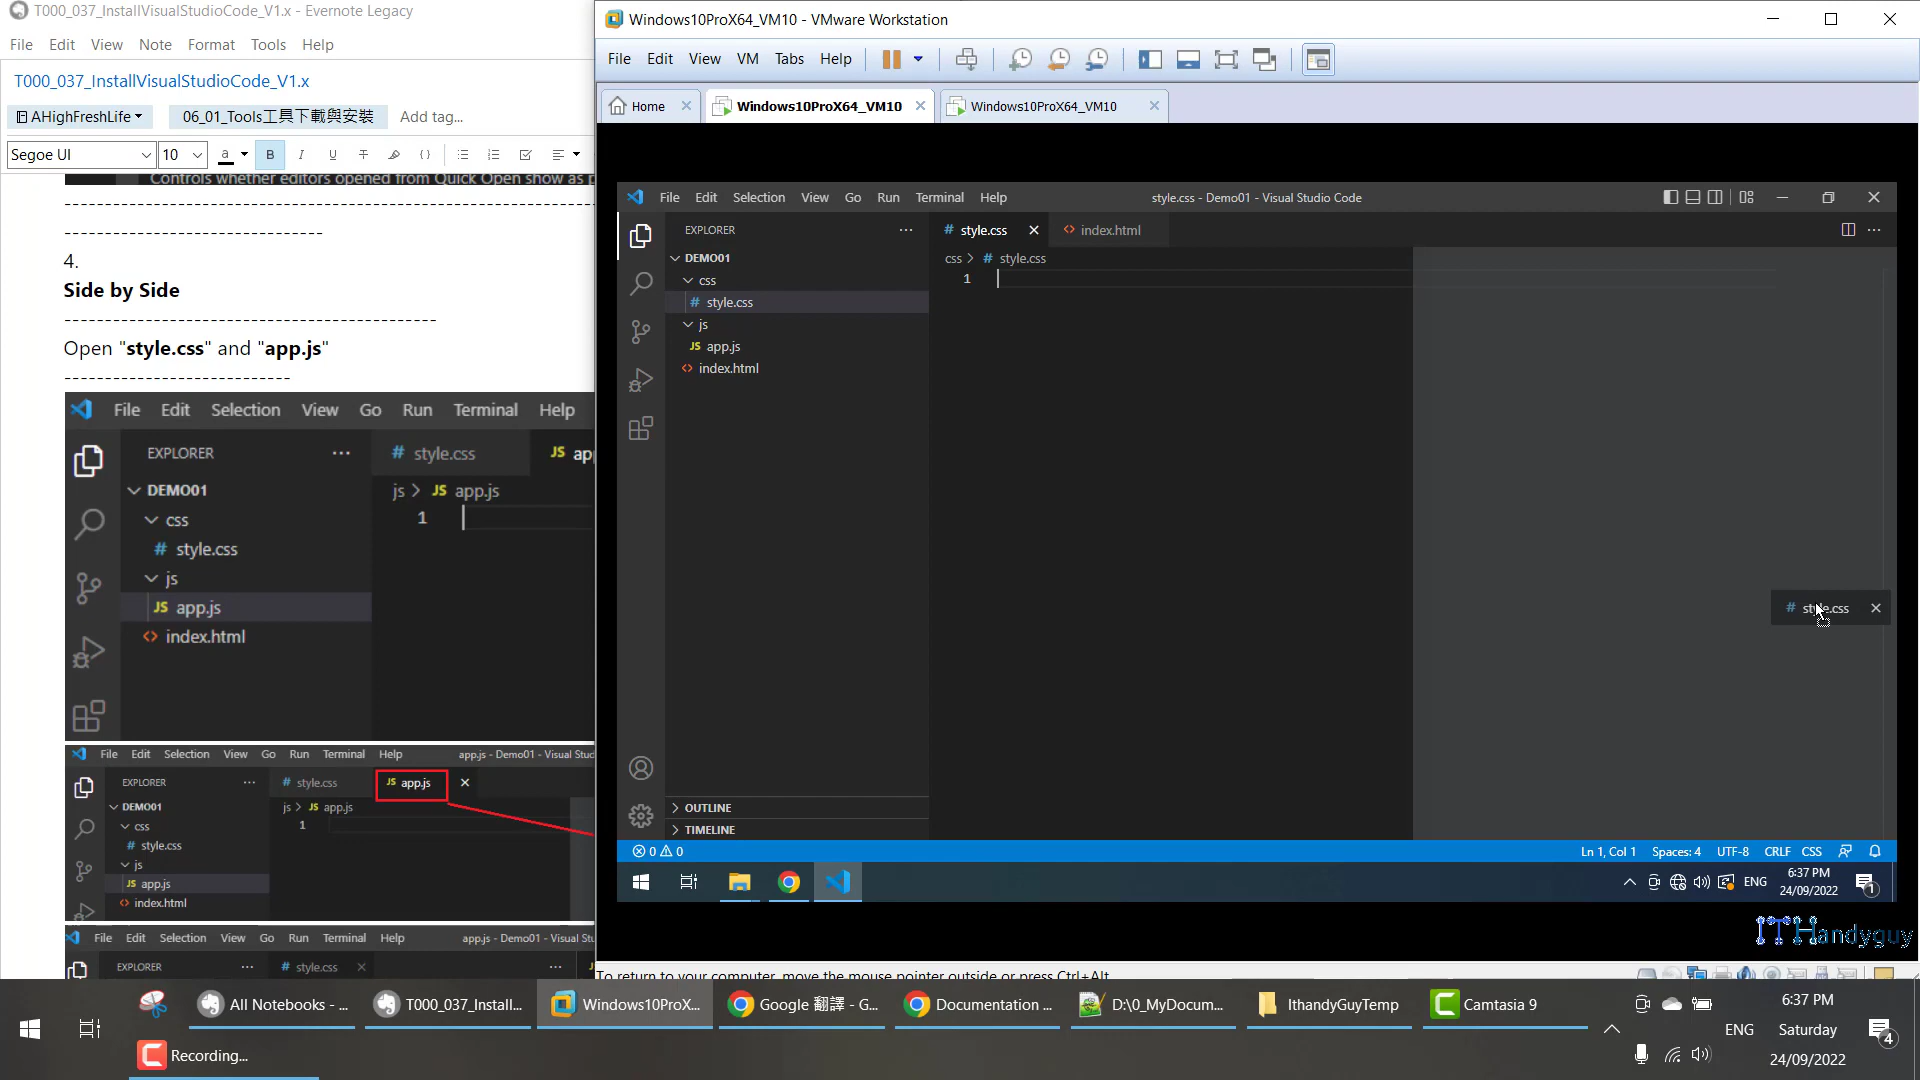 T000_037_InstallVisualStudioCode_V1.x - Evernote Legacy
File Edit View Note Format Tools Help
T000_037_InstallVisualStudioCode_V1.x
AHighFreshLife 06_01_Tools工具下載與安裝 Add tag...
Segoe UI 10 a B I U T
Controls whether editors opened from Quick Open show as
--------------------------------
4.
Side by Side
----------------------------------------------
Open "style.css" and "app.js"
----------------------------
File Edit Selection View Go Run Terminal Help
EXPLORER ... # style.css JS ap
DEMO01 js > JS app.js
css 1
# style.css
js
JS app.js
<> index.html
File Edit Selection View Go Run Terminal Help app.js - Demo01 - Visual Stud
EXPLORER ... # style.css JS app.js ×
DEMO01 js > JS app.js
css 1
# style.css
js
JS app.js
<> index.html
File Edit Selection View Go Run Terminal Help app.js - Demo01 - Visual Stu
EXPLORER ... # style.css × ...
Windows10ProX64_VM10 - VMware Workstation
File Edit View VM Tabs Help
Home × Windows10ProX64_VM10 × Windows10ProX64_VM10 ×
File Edit Selection View Go Run Terminal Help style.css - Demo01 - Visual Studio Code
EXPLORER ... # style.css × <> index.html ...
DEMO01 css > # style.css
css 1
# style.css
js
JS app.js
<> index.html
# style.css ×
OUTLINE
TIMELINE
0 0 Ln 1, Col 1 Spaces: 4 UTF-8 CRLF CSS
ENG 6:37 PM
24/09/2022 1
ITHandyguy
To return to your computer, move the mouse pointer outside or press Ctrl+Alt.
All Notebooks - ... T000_037_Install... Windows10ProX... Google 翻譯 - G... Documentation ... D:\0_MyDocum... IthandyGuyTemp Camtasia 9
Recording...
ENG
6:37 PM
Saturday
24/09/2022
4